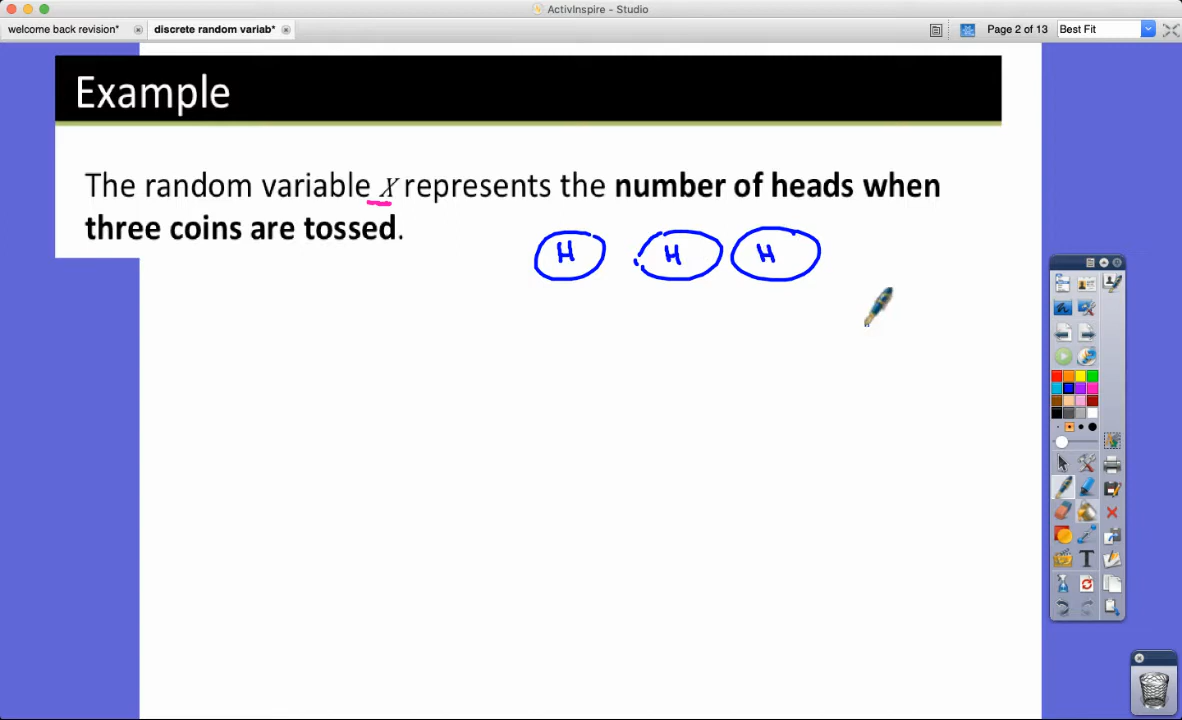 ActivInspire - Studio
welcome back revision* discrete random variab* Page 2 of 13 Best Fit
Example
The random variable X represents the number of heads when
three coins are tossed.
H H H
T